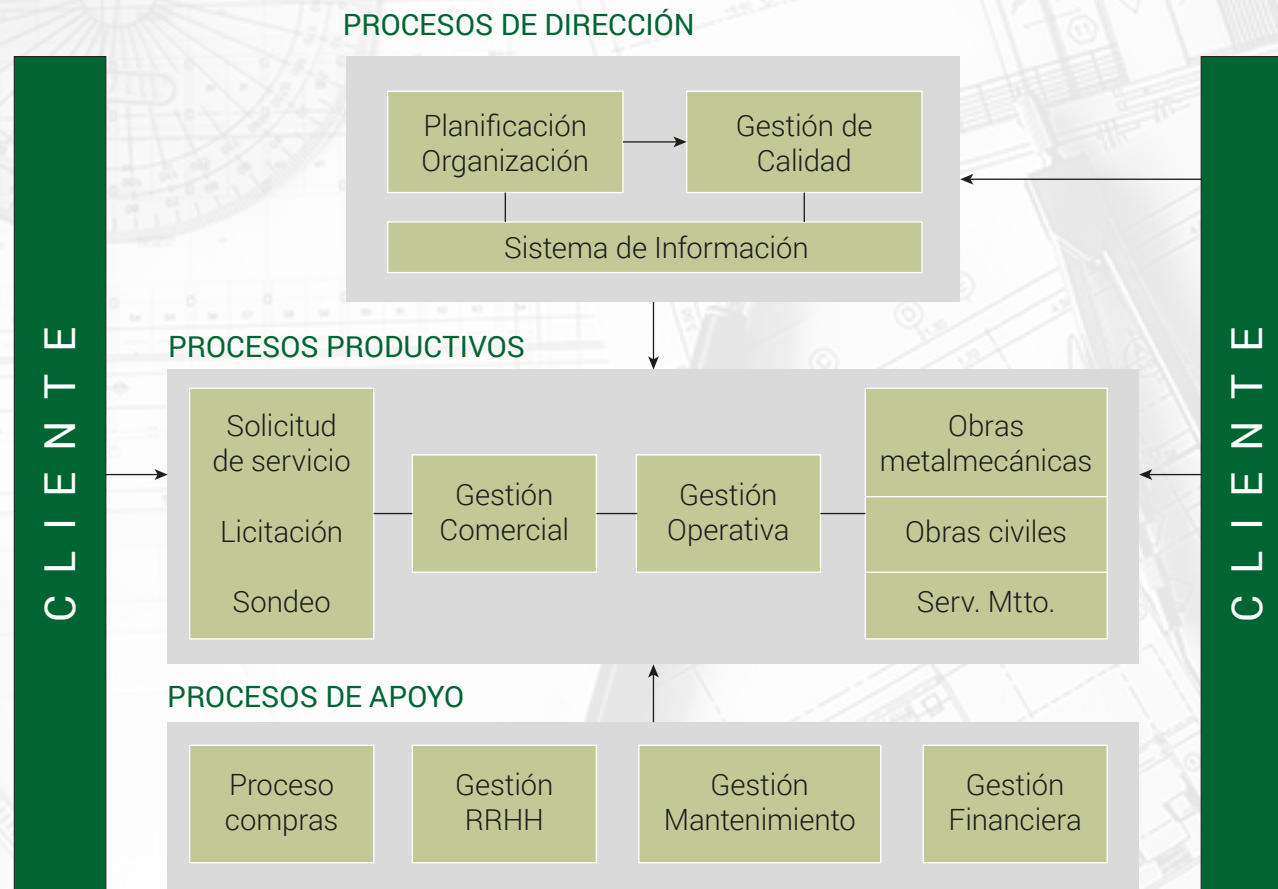 PROCESOS DE DIRECCIÓN
Planificación
Organización
Gestión de
Calidad
Sistema de Información
CLIENTE
PROCESOS PRODUCTIVOS
Solicitud
de servicio
Licitación
Sondeo
Gestión
Comercial
Gestión
Operativa
Obras
metalmecánicas
Obras civiles
Serv. Mtto.
CLIENTE
PROCESOS DE APOYO
Proceso
compras
Gestión
RRHH
Gestión
Mantenimiento
Gestión
Financiera